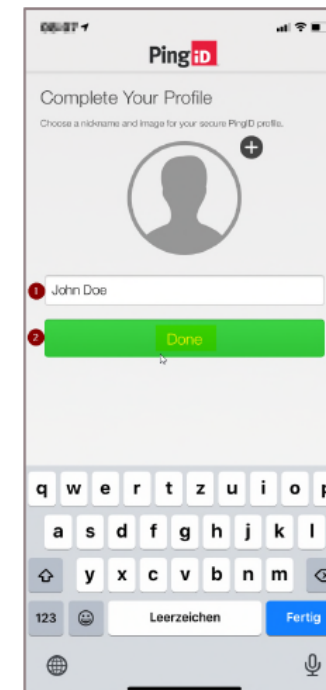 PingID
Complete Your Profile
Choose a nickname and image for your secure PingID profile.
1 John Doe
2 Done
q w e r t z u i o p
a s d f g h j k l
y x c v b n m
123 Leerzeichen Fertig